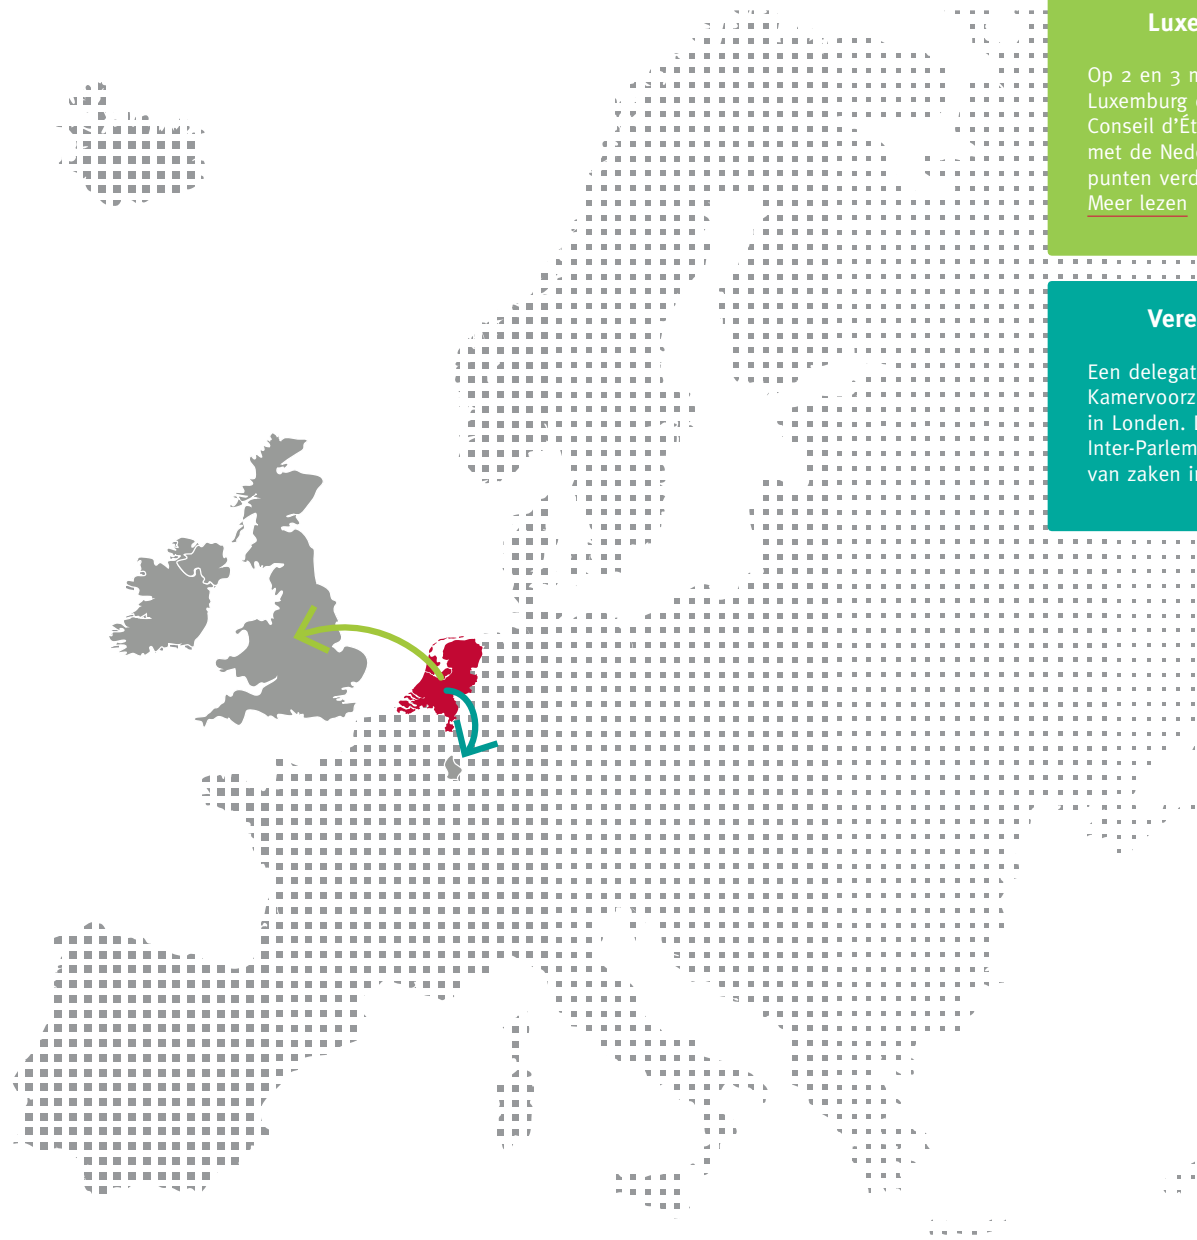 Luxe
Op 2 en 3 
Luxemburg
Conseil d'Ét
met de Nede
punten verd
Meer lezen
Vere
Een delegat
Kamervoorz
in Londen.
Inter-Parlem
van zaken i